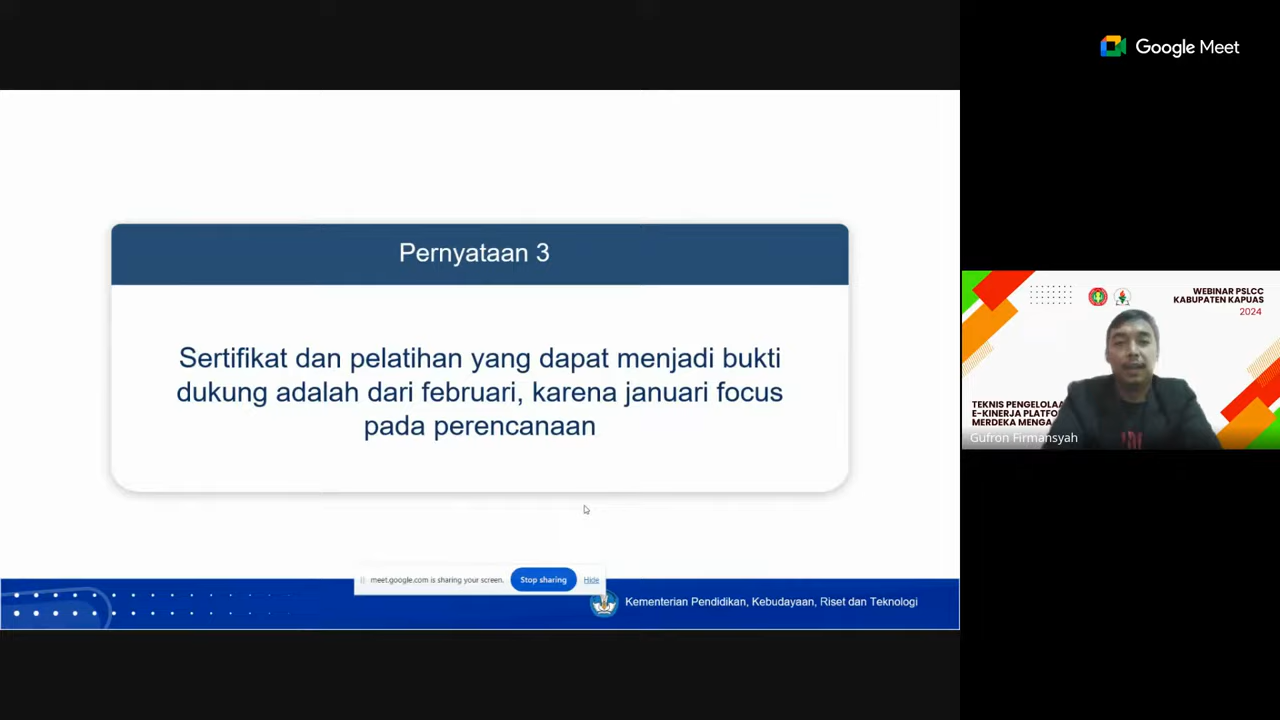 Google Meet
Pernyataan 3
Sertifikat dan pelatihan yang dapat menjadi bukti
dukung adalah dari februari, karena januari focus
pada perencanaan
meet.google.com is sharing your screen.
Stop sharing
Hide
Kementerian Pendidikan, Kebudayaan, Riset dan Teknologi
WEBINAR PSLCC
KABUPATEN KAPUAS
2024
TEKNIS PENGELOLA
E-KINERJA PLATFO
MERDEKA MENGA
Gufron Firmansyah